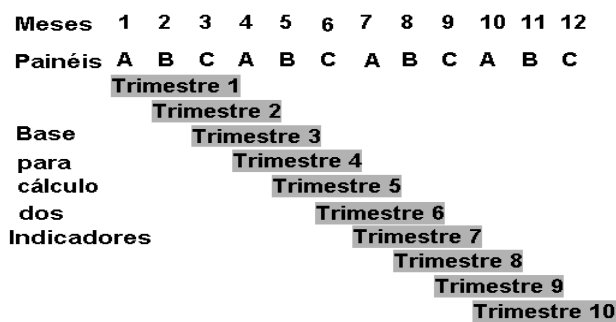 Meses 1 2 3 4 5 6 7 8 9 10 11 12
Painéis A B C A B C A B C A B C
Trimestre 1
Trimestre 2
Base Trimestre 3
para Trimestre 4
cálculo Trimestre 5
dos Trimestre 6
Indicadores Trimestre 7
Trimestre 8
Trimestre 9
Trimestre 10